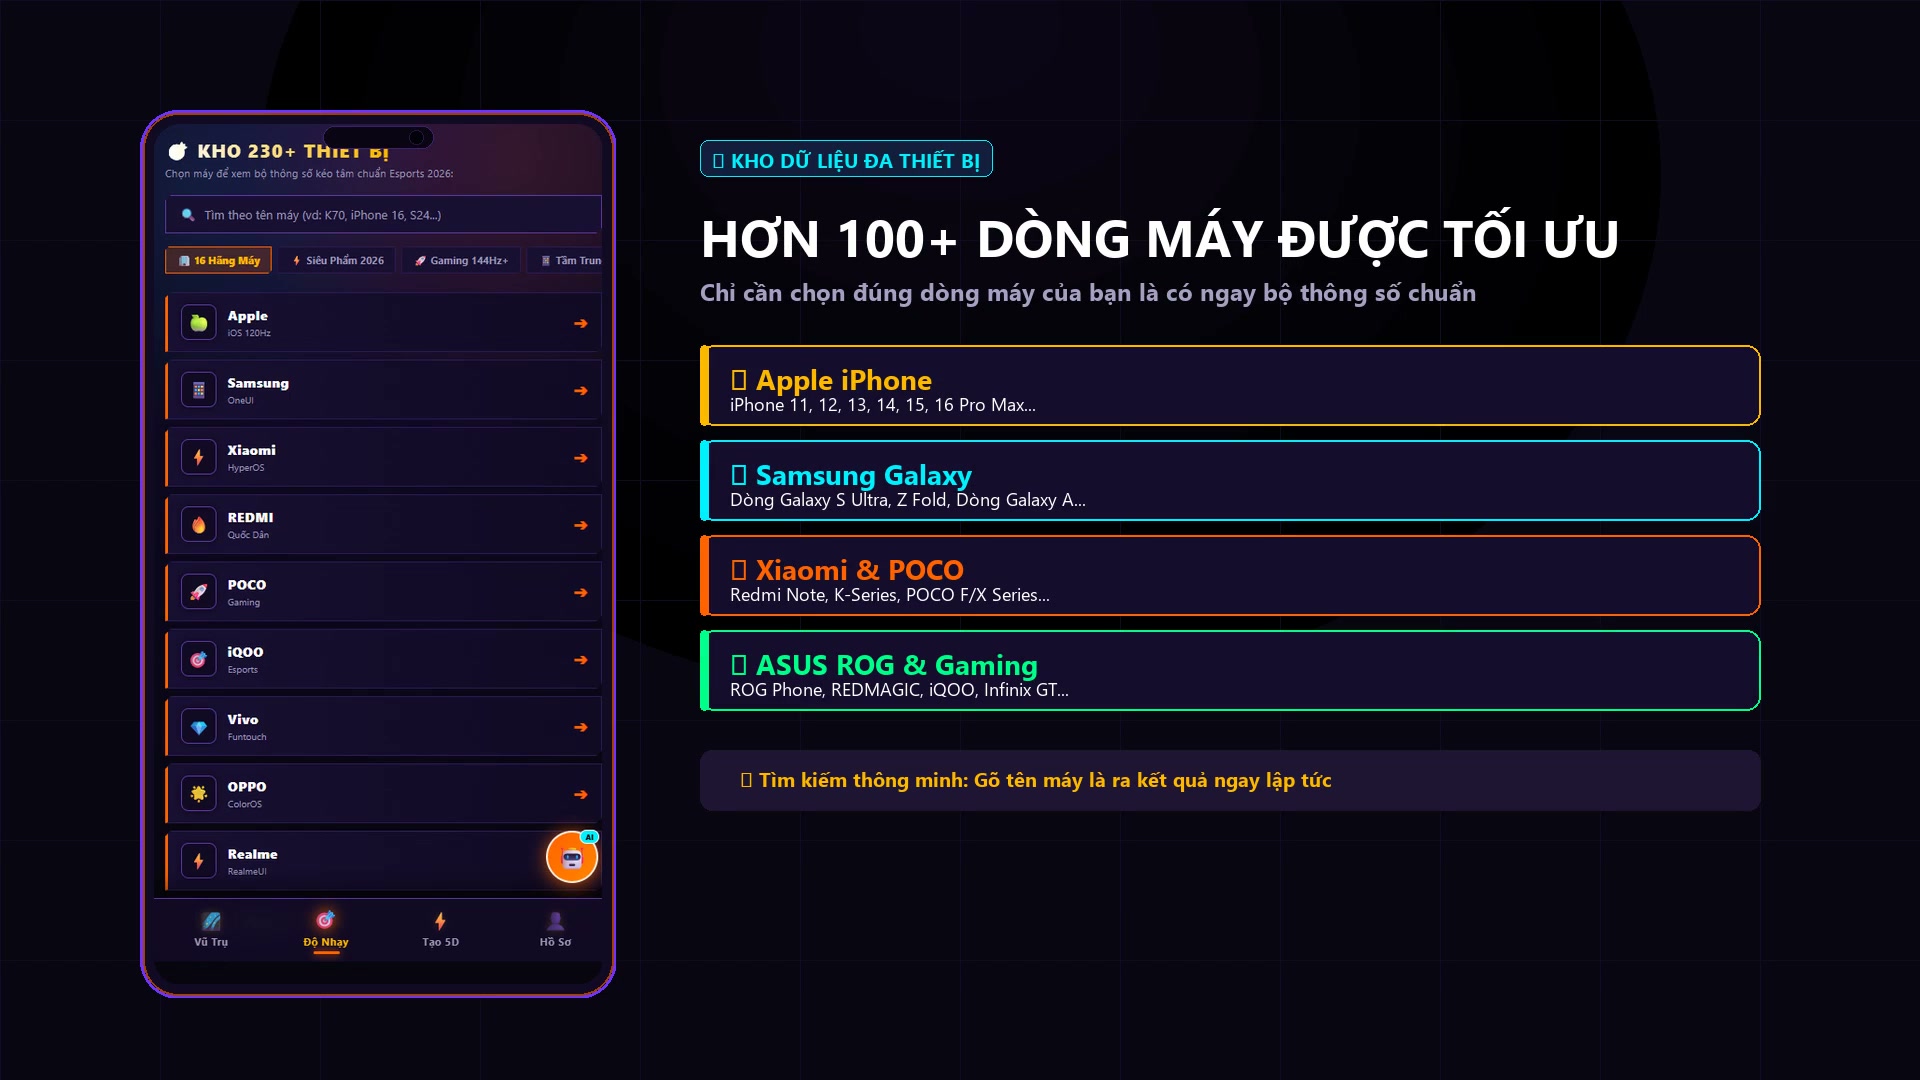 KHO 230+ THIẾT BỊ
Chọn máy để xem bộ thông số kéo tâm chuẩn Esports 2026:
Tìm theo tên máy (vd: K70, iPhone 16, S24...)
16 Hãng Máy
Siêu Phẩm 2026
Gaming 144Hz+
Tầm Trun
Apple
iOS 120Hz
Samsung
OneUI
Xiaomi
HyperOS
REDMI
Quốc Dân
POCO
Gaming
iQOO
Esports
Vivo
Funtouch
OPPO
ColorOS
Realme
RealmeUI
AI
Vũ Trụ
Độ Nhạy
Tạo 5D
Hồ Sơ
KHO DỮ LIỆU ĐA THIẾT BỊ
HƠN 100+ DÒNG MÁY ĐƯỢC TỐI ƯU
Chỉ cần chọn đúng dòng máy của bạn là có ngay bộ thông số chuẩn
Apple iPhone
iPhone 11, 12, 13, 14, 15, 16 Pro Max...
Samsung Galaxy
Dòng Galaxy S Ultra, Z Fold, Dòng Galaxy A...
Xiaomi & POCO
Redmi Note, K-Series, POCO F/X Series...
ASUS ROG & Gaming
ROG Phone, REDMAGIC, iQOO, Infinix GT...
Tìm kiếm thông minh: Gõ tên máy là ra kết quả ngay lập tức